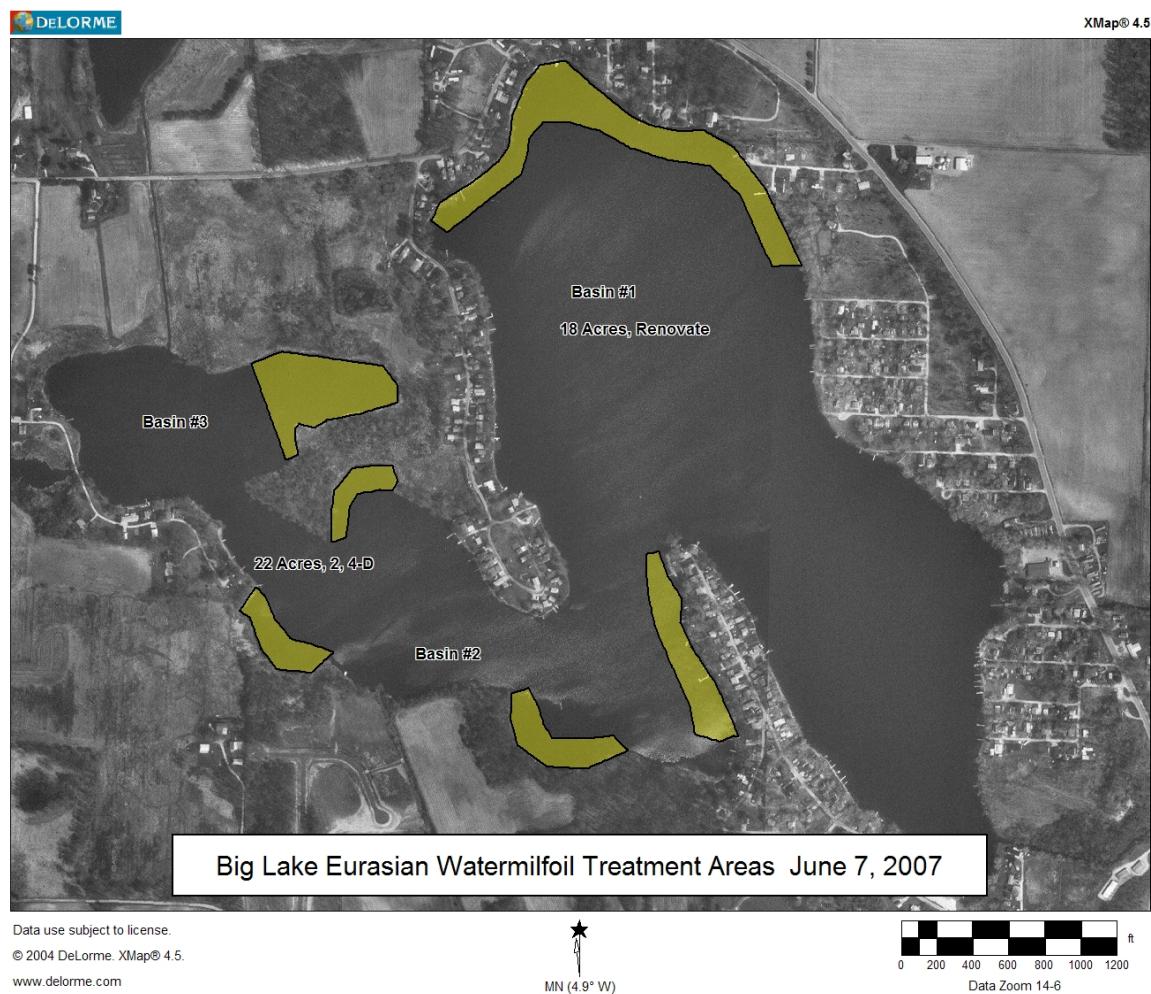 DELORME
XMap® 4.5
Basin #1
18 Acres, Renovate
Basin #3
22 Acres, 2, 4-D
Basin #2
Big Lake Eurasian Watermilfoil Treatment Areas  June 7, 2007
Data use subject to license.
© 2004 DeLorme. XMap® 4.5.
www.delorme.com
MN (4.9° W)
ft
0 200 400 600 800 1000 1200
Data Zoom 14-6